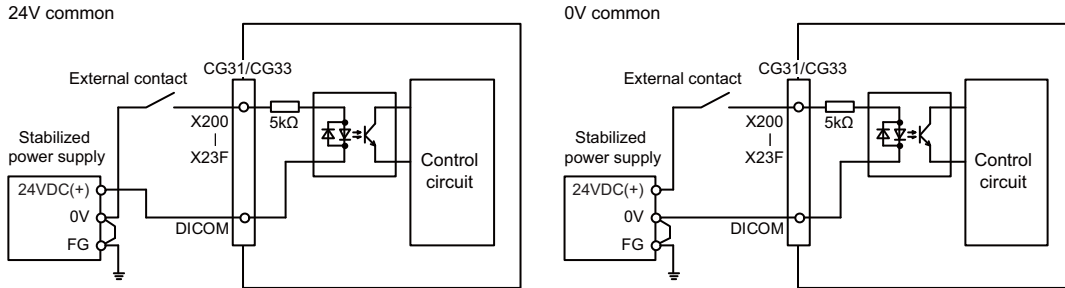 24V common
CG31/CG33
External contact
X200
|
X23F
5kΩ
Stabilized
power supply
24VDC(+)
0V
FG
DICOM
Control
circuit
0V common
CG31/CG33
External contact
X200
|
X23F
5kΩ
Stabilized
power supply
24VDC(+)
0V
FG
DICOM
Control
circuit